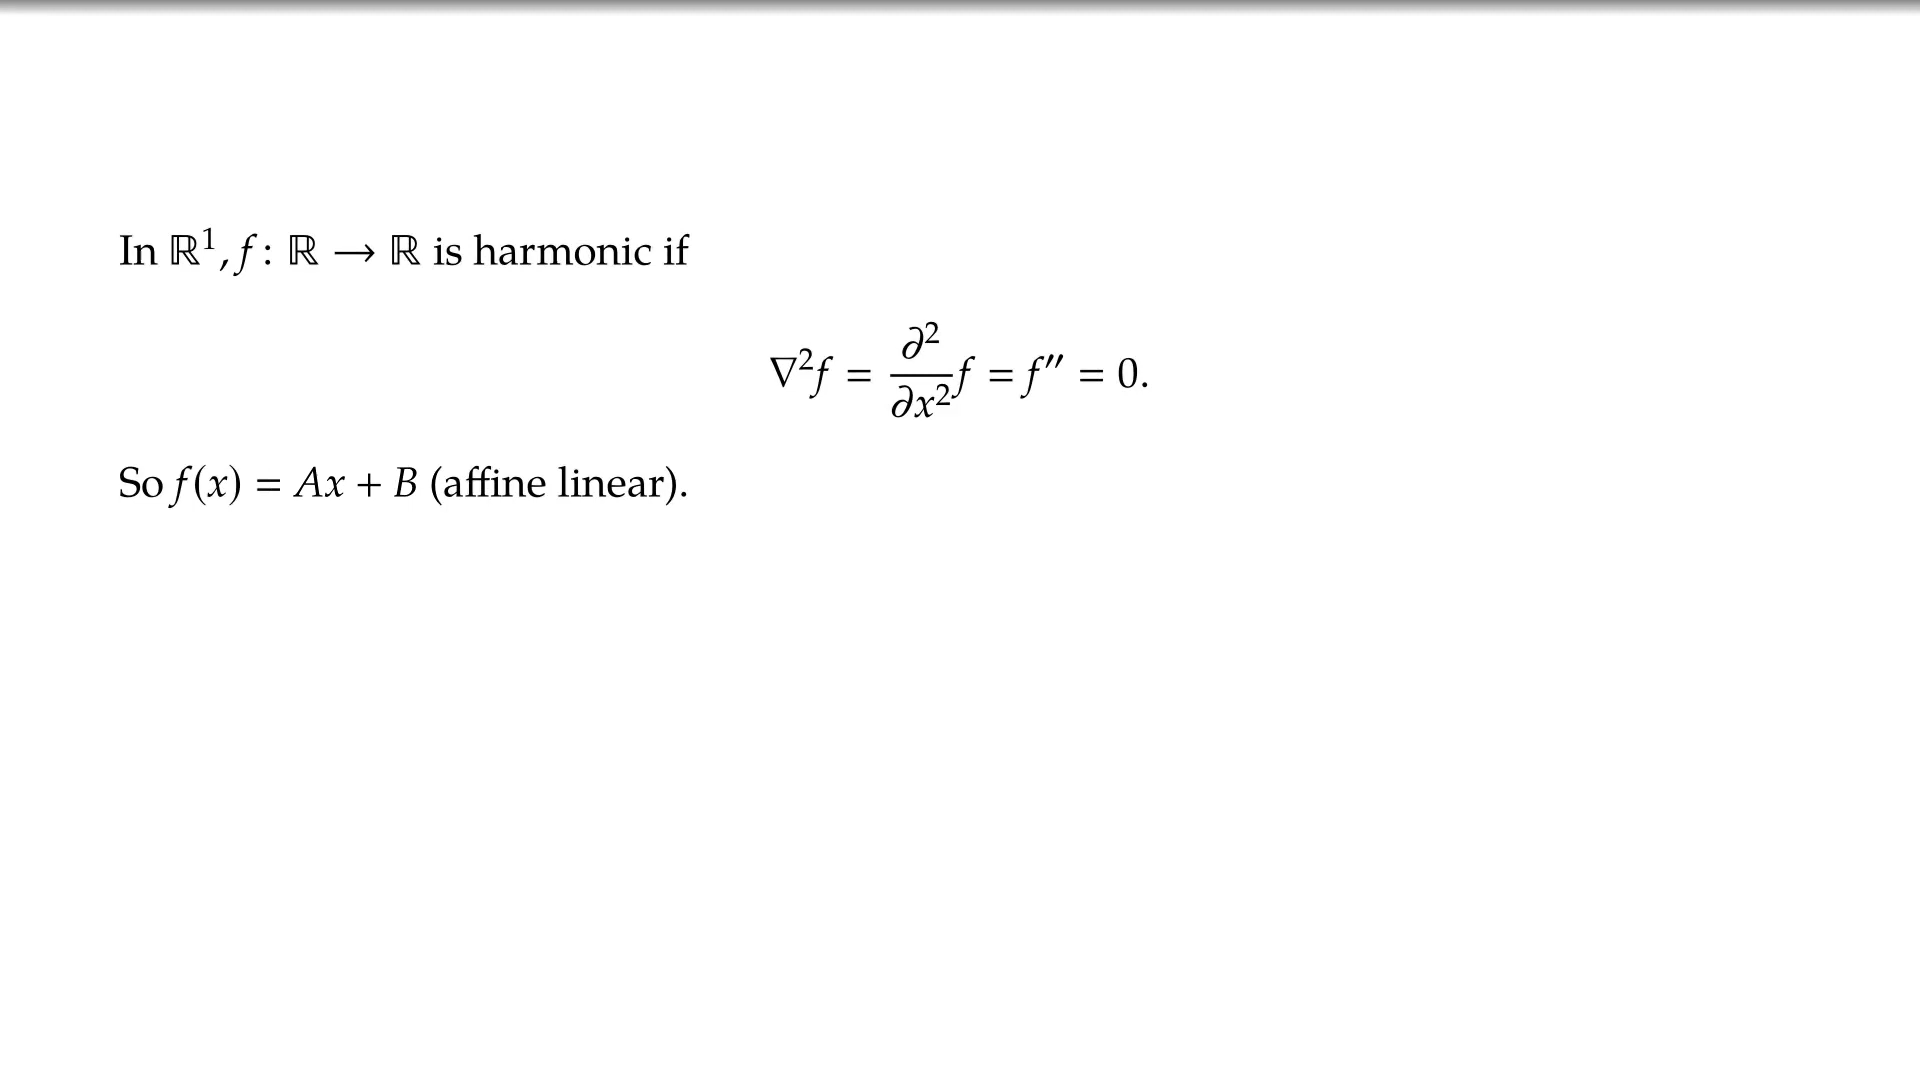 In ℝ¹, f : ℝ → ℝ is harmonic if
∇²f = ∂²/∂x² f = f″ = 0.
So f(x) = Ax + B (affine linear).